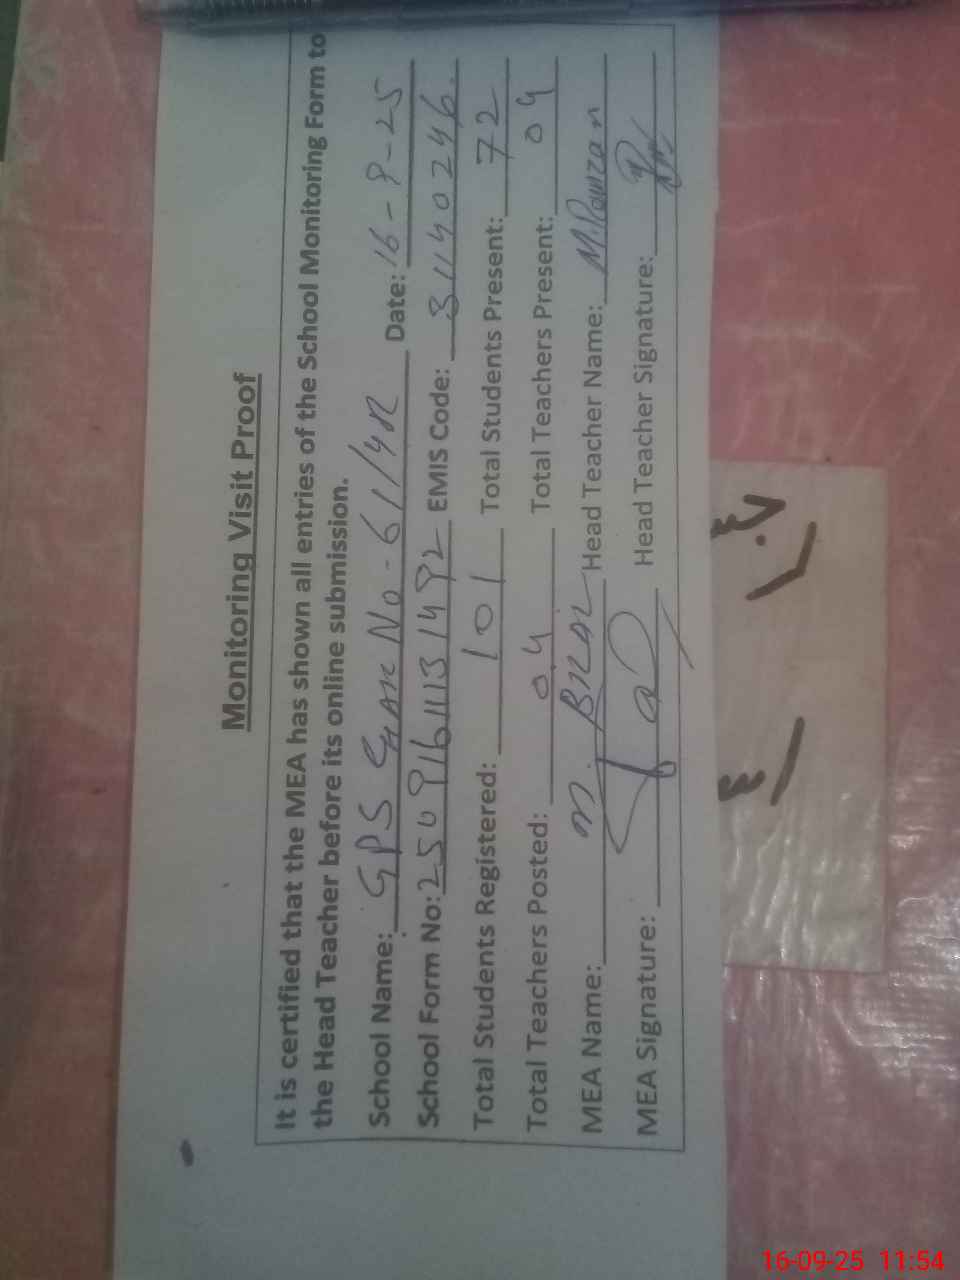 Monitoring Visit Proof
It is certified that the MEA has shown all entries of the School Monitoring Form to
the Head Teacher before its online submission.
School Name: GPS CHAK No-61/4R Date: 16-9-25
School Form No: 25091611131492 EMIS Code: 31140246.
Total Students Registered: 101 Total Students Present: 72
Total Teachers Posted: 04 Total Teachers Present: 04
MEA Name: M. BILAL Head Teacher Name: M.
MEA Signature: Head Teacher Signature:
16-09-25 11:54